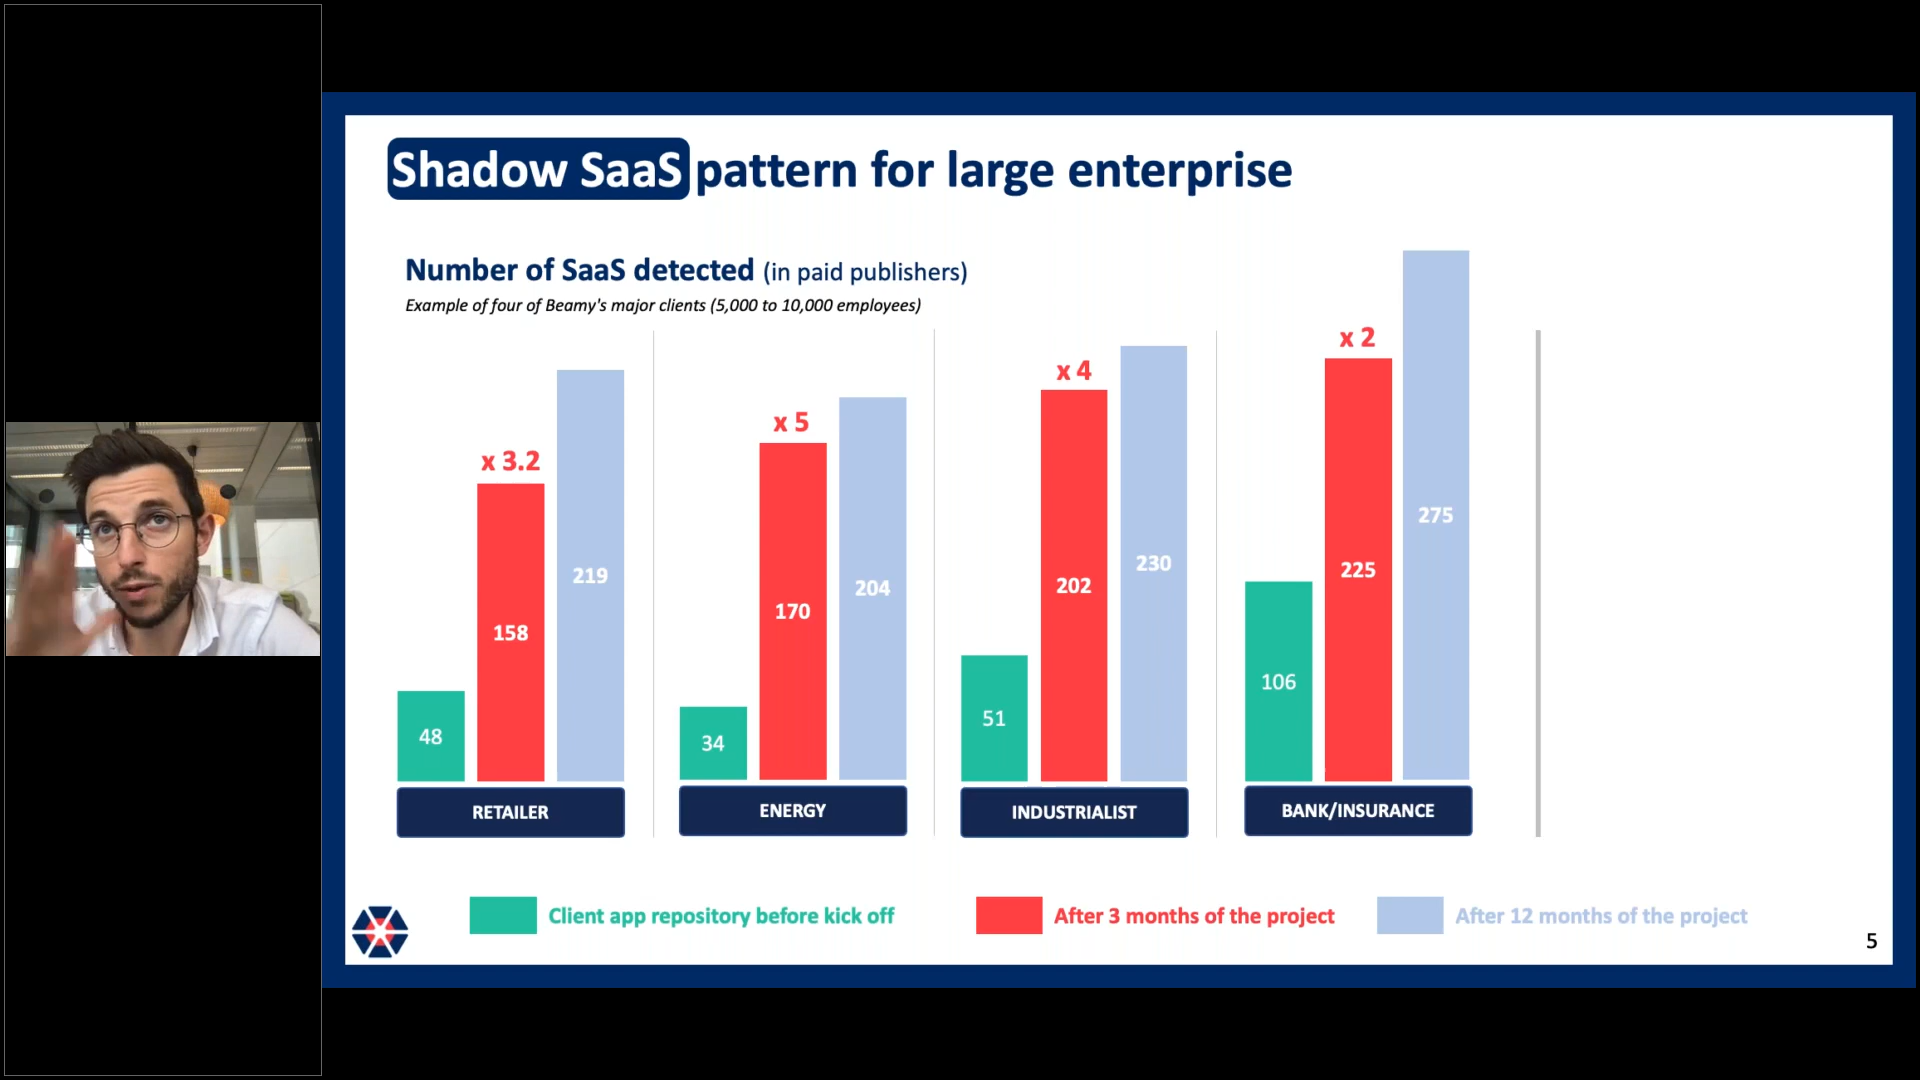 Shadow SaaS pattern for large enterprise
Number of SaaS detected (in paid publishers)
Example of four of Beamy's major clients (5,000 to 10,000 employees)
x 3.2
x 5
x 4
x 2
48
158
219
34
170
204
51
202
230
106
225
275
RETAILER
ENERGY
INDUSTRIALIST
BANK/INSURANCE
Client app repository before kick off
After 3 months of the project
After 12 months of the project
5